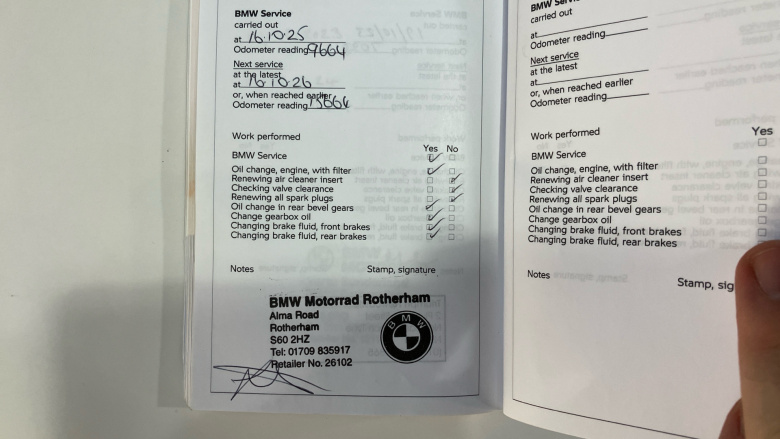 BMW Service
carried out
at 16.10.25
Odometer reading 9664
Next service
at the latest
at 16.10.26
or, when reached earlier
Odometer reading 15664
Work performed
Yes No
BMW Service
Oil change, engine, with filter
Renewing air cleaner insert
Checking valve clearance
Renewing all spark plugs
Oil change in rear bevel gears
Change gearbox oil
Changing brake fluid, front brakes
Changing brake fluid, rear brakes
Notes Stamp, signature
BMW Motorrad Rotherham
Alma Road
Rotherham
S60 2HZ
Tel: 01709 835917
Retailer No. 26102
BMW
BMW Service
carried out
at
Odometer reading
Next service
at the latest
at
or, when reached earlier
Odometer reading
Work performed
Yes
BMW Service
Oil change, engine, with filter
Renewing air cleaner insert
Checking valve clearance
Renewing all spark plugs
Oil change in rear bevel gears
Change gearbox oil
Changing brake fluid, front brakes
Changing brake fluid, rear brakes
Notes Stamp, sig